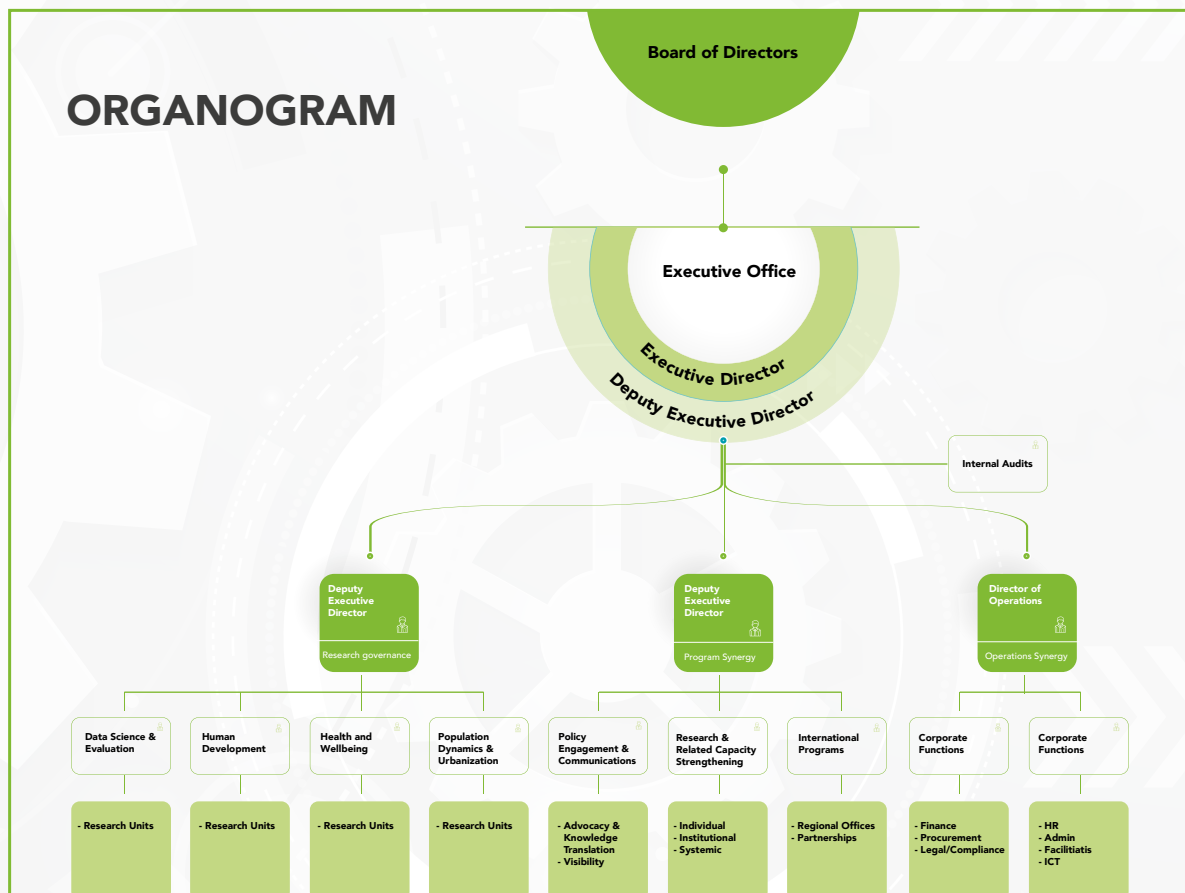 Board of Directors
ORGANOGRAM
Executive Office
Executive Director
Deputy Executive Director
Internal Audits
Deputy
Executive
Director
Research governance
Deputy
Executive
Director
Program Synergy
Director of
Operations
Operations Synergy
Data Science &
Evaluation
Human
Development
Health and
Wellbeing
Population
Dynamics &
Urbanization
Policy
Engagement &
Communications
Research &
Related Capacity
Strengthening
International
Programs
Corporate
Functions
Corporate
Functions
- Research Units
- Research Units
- Research Units
- Research Units
- Advocacy &
Knowledge
Translation
- Visibility
- Individual
- Institutional
- Systemic
- Regional Offices
- Partnerships
- Finance
- Procurement
- Legal/Compliance
- HR
- Admin
- Facilitiatis
- ICT